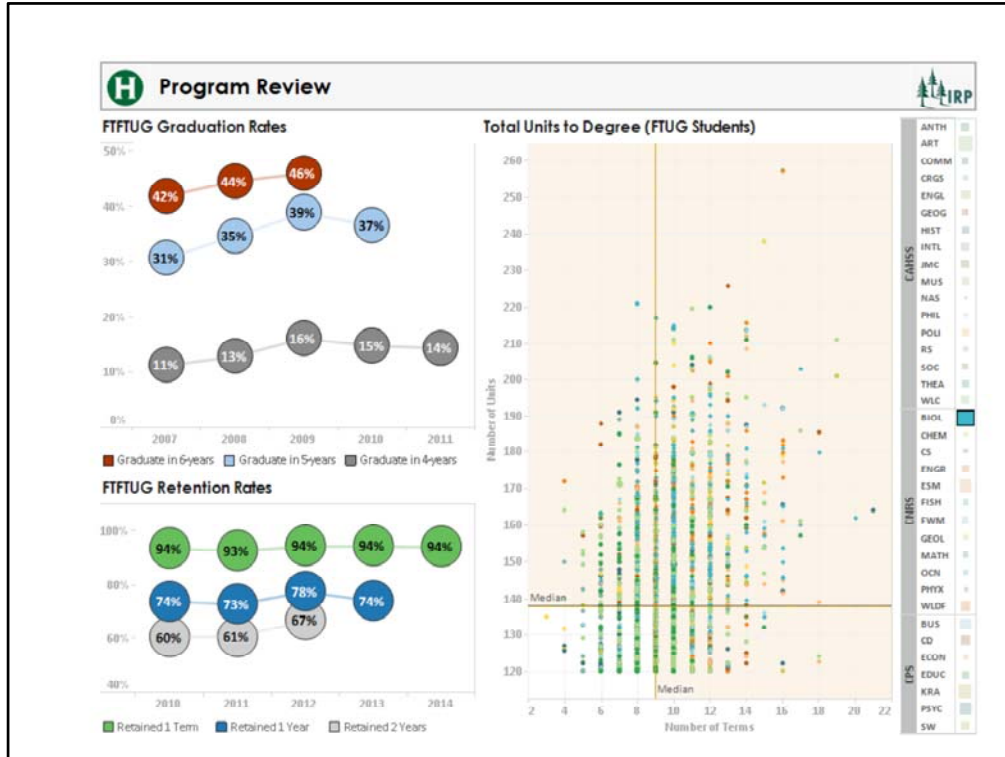 H Program Review
IRP
FTFTUG Graduation Rates
50%
40%
30%
20%
10%
0%
42% 44% 46%
31% 35% 39% 37%
11% 13% 16% 15% 14%
2007 2008 2009 2010 2011
Graduate in 6-years Graduate in 5-years Graduate in 4-years
FTFTUG Retention Rates
100%
80%
60%
40%
94% 93% 94% 94% 94%
74% 73% 78% 74%
60% 61% 67%
2010 2011 2012 2013 2014
Retained 1 Term Retained 1 Year Retained 2 Years
Total Units to Degree (FTUG Students)
Number of Units
260
250
240
230
220
210
200
190
180
170
160
150
140
130
120
Median
Median
2 4 6 8 10 12 14 16 18 20 22
Number of Terms
CAHSS
ANTH
ART
COMM
CRGS
ENGL
GEOG
HIST
INTL
JMC
MUS
NAS
PHIL
POLI
RS
SOC
THEA
WLC
CNRS
BIOL
CHEM
CS
ENGR
ESM
FISH
FWM
GEOL
MATH
OCN
PHYX
WLDF
CPS
BUS
CD
ECON
EDUC
KRA
PSYC
SW